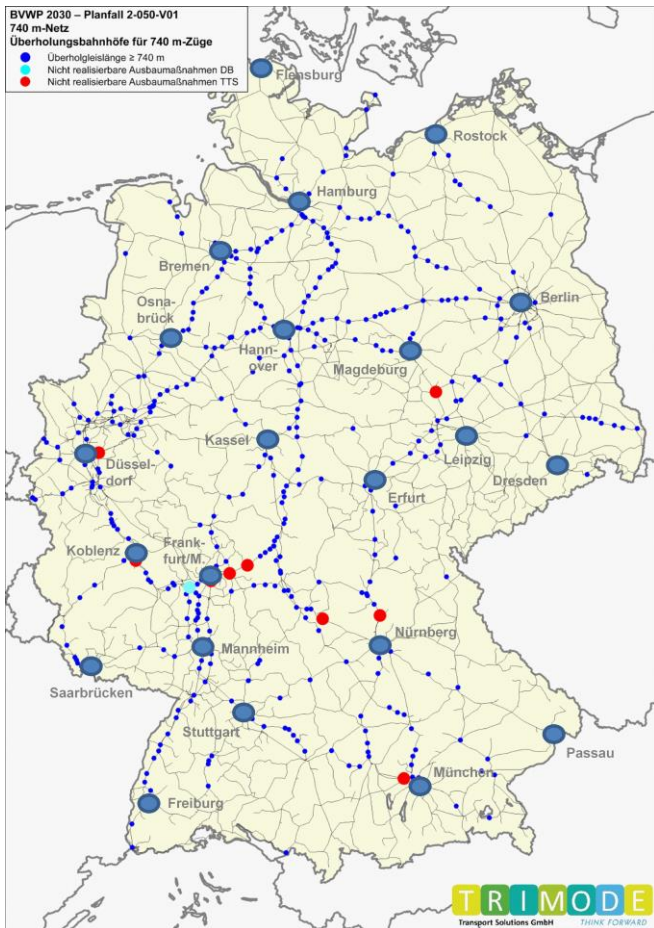 BVWP 2030 – Planfall 2-050-V01
740 m-Netz
Überholungsbahnhöfe für 740 m-Züge
Überholgleislänge ≥ 740 m
Nicht realisierbare Ausbaumaßnahmen DB
Nicht realisierbare Ausbaumaßnahmen TTS
Flensburg
Rostock
Hamburg
Bremen
Osna-
brück
Berlin
Hann-
over
Magdeburg
Kassel
Düssel-
dorf
Leipzig
Dresden
Erfurt
Koblenz
Frank-
furt/M.
Mannheim
Nürnberg
Saarbrücken
Stuttgart
Passau
München
Freiburg
TRIMODE
Transport Solutions GmbH THINK FORWARD